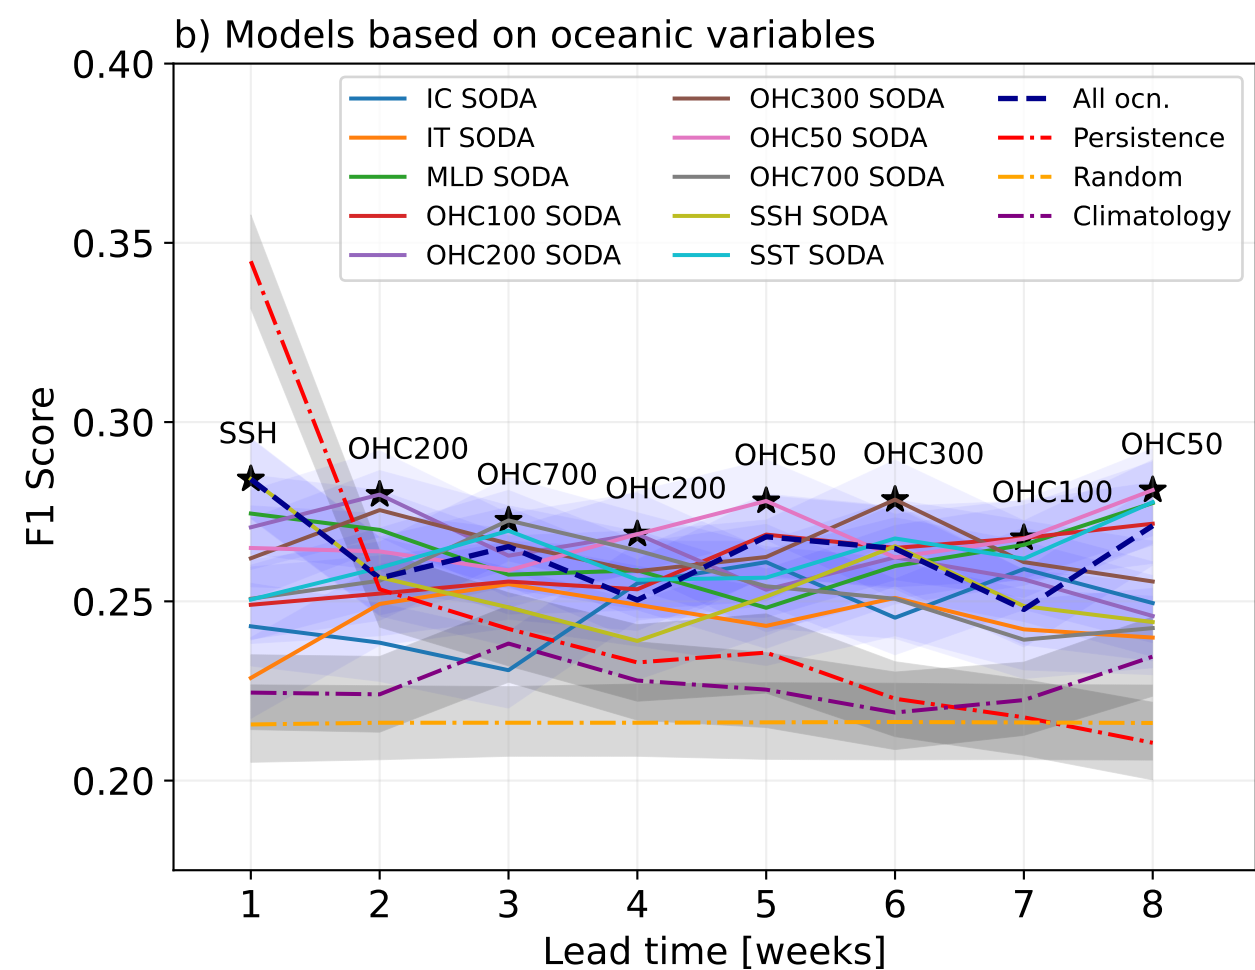 b) Models based on oceanic variables
0.40
0.35
0.30
0.25
0.20
F1 Score
IC SODA
IT SODA
MLD SODA
OHC100 SODA
OHC200 SODA
OHC300 SODA
OHC50 SODA
OHC700 SODA
SSH SODA
SST SODA
All ocn.
Persistence
Random
Climatology
SSH
OHC200
OHC700
OHC200
OHC50
OHC300
OHC100
OHC50
1 2 3 4 5 6 7 8
Lead time [weeks]